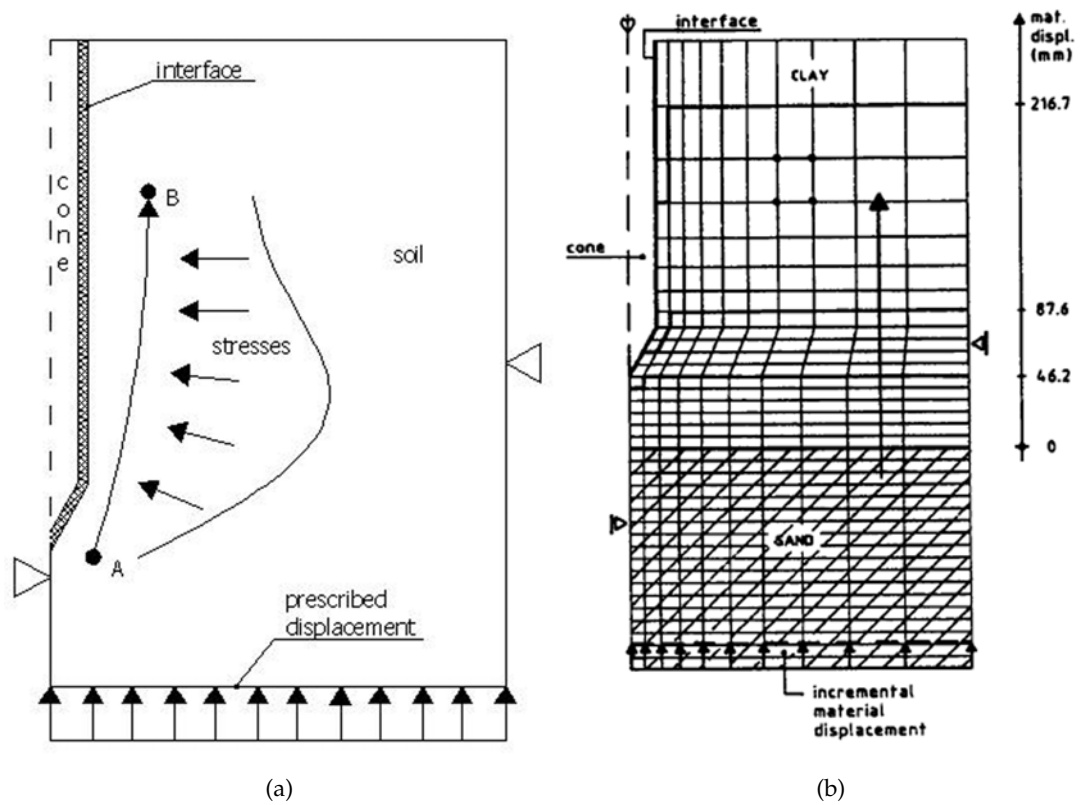 interface
cone
B
soil
stresses
A
prescribed
displacement
(a)
interface
mat.
displ.
(mm)
CLAY
216.7
cone
87.6
46.2
0
SAND
incremental
material
displacement
(b)